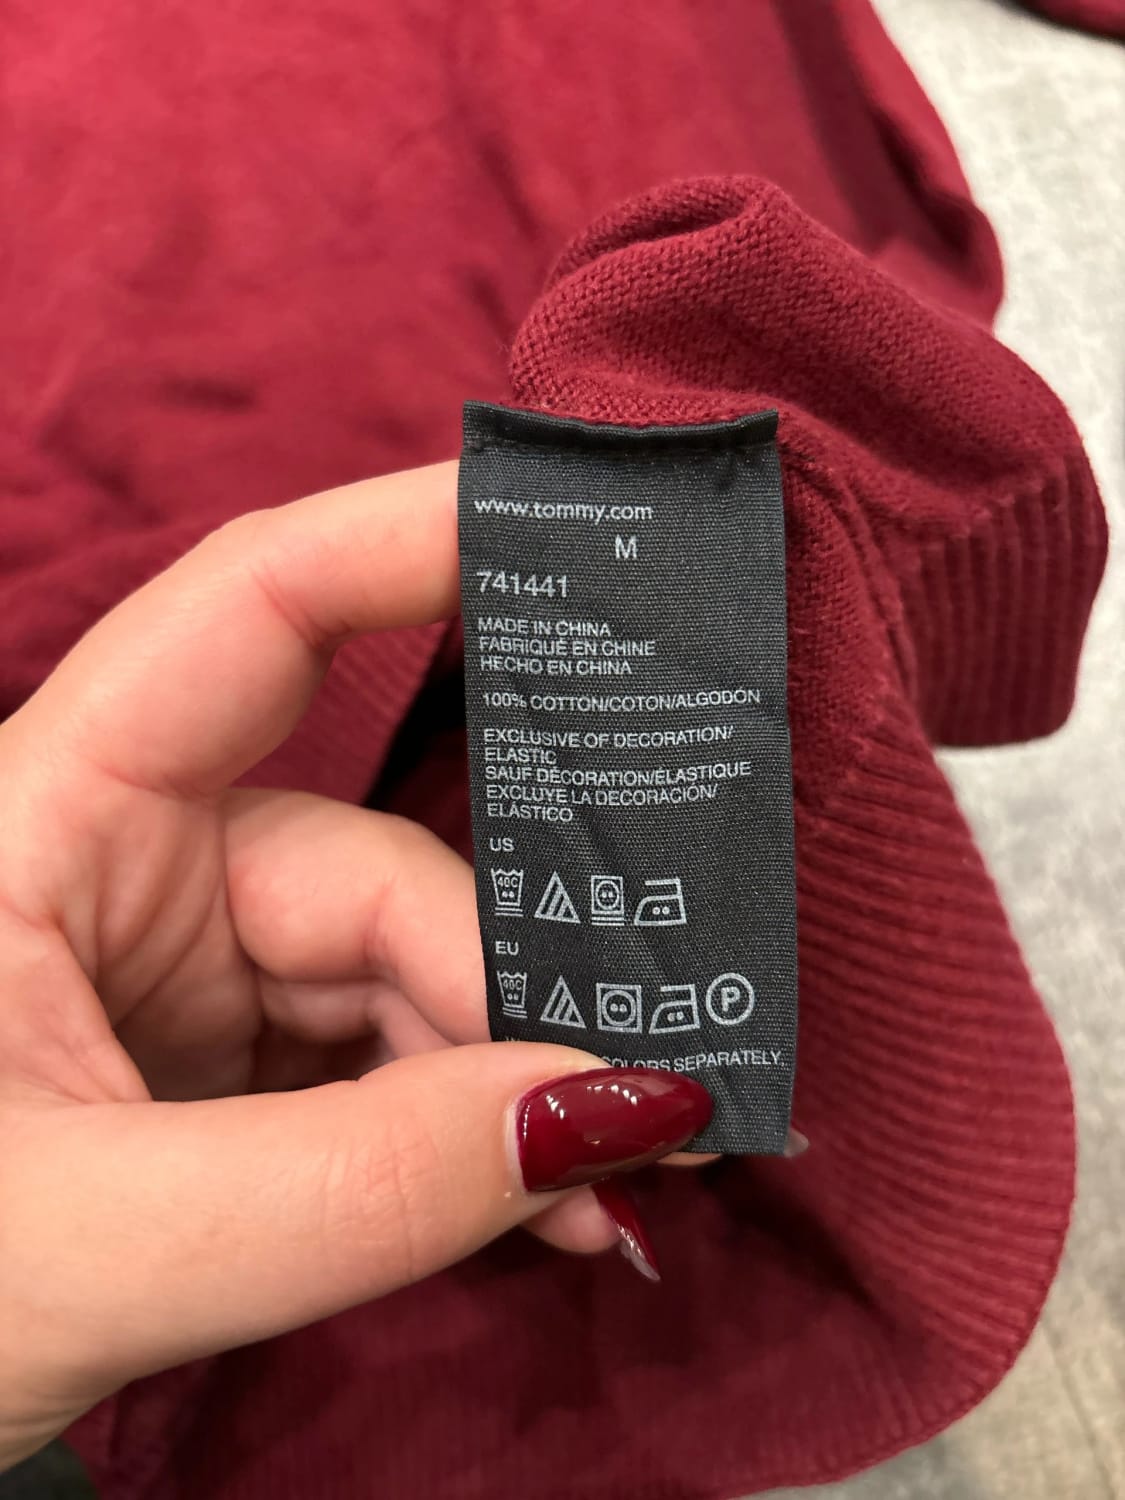 www.tommy.com
M
741441
MADE IN CHINA
FABRIQUÉ EN CHINE
HECHO EN CHINA
100% COTTON/COTON/ALGODÓN
EXCLUSIVE OF DECORATION/
ELASTIC
SAUF DÉCORATION/ÉLASTIQUE
EXCLUYE LA DECORACIÓN/
ELÁSTICO
US
40C
EU
40C P
COLORS SEPARATELY.